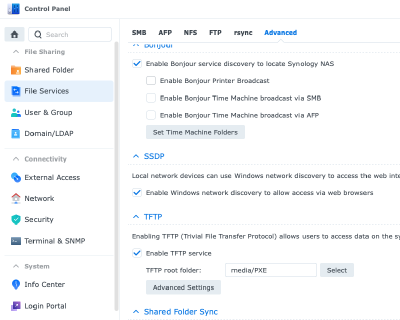 Control Panel
Search
SMB AFP NFS FTP rsync Advanced
File Sharing
Shared Folder
File Services
User & Group
Domain/LDAP
Connectivity
External Access
Network
Security
Terminal & SNMP
System
Info Center
Login Portal
Bonjour
Enable Bonjour service discovery to locate Synology NAS
Enable Bonjour Printer Broadcast
Enable Bonjour Time Machine broadcast via SMB
Enable Bonjour Time Machine broadcast via AFP
Set Time Machine Folders
SSDP
Local network devices can use Windows network discovery to access the web
Enable Windows network discovery to allow access via web browsers
TFTP
Enabling TFTP (Trivial File Transfer Protocol) allows users to access data on the
Enable TFTP service
TFTP root folder: media/PXE Select
Advanced Settings
Shared Folder Sync